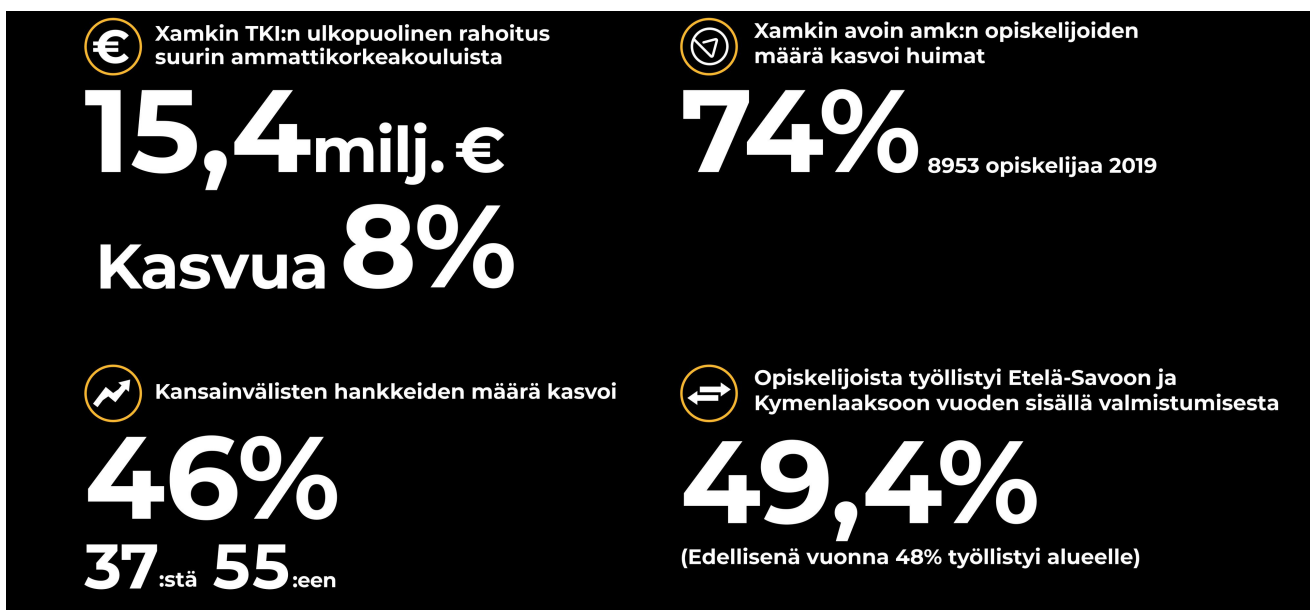 Xamkin TKI:n ulkopuolinen rahoitus
suurin ammattikorkeakouluista
15,4 milj. €
Kasvua 8%
Xamkin avoin amk:n opiskelijoiden
määrä kasvoi huimat
74% 8953 opiskelijaa 2019
Kansainvälisten hankkeiden määrä kasvoi
46%
37:stä 55:een
Opiskelijoista työllistyi Etelä-Savoon ja
Kymenlaaksoon vuoden sisällä valmistumisesta
49,4%
(Edellisenä vuonna 48% työllistyi alueelle)